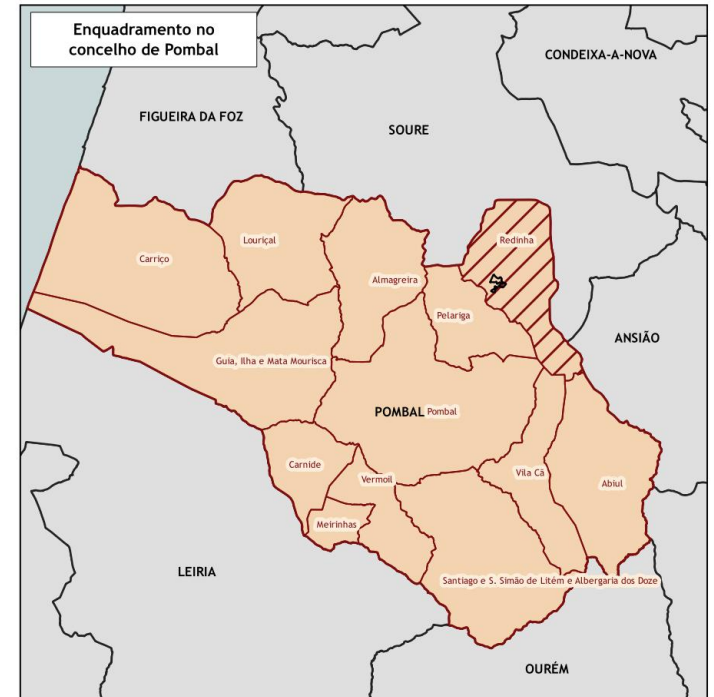 Enquadramento no
concelho de Pombal
CONDEIXA-A-NOVA
FIGUEIRA DA FOZ
SOURE
Redinha
Louriçal
Carriço
Almagreira
Pelariga
ANSIÃO
Guia, Ilha e Mata Mourisca
POMBAL Pombal
Carnide
Vermoil
Vila Cã
Abiul
Meirinhas
LEIRIA
Santiago e S. Simão de Litém e Albergaria dos Doze
OURÉM